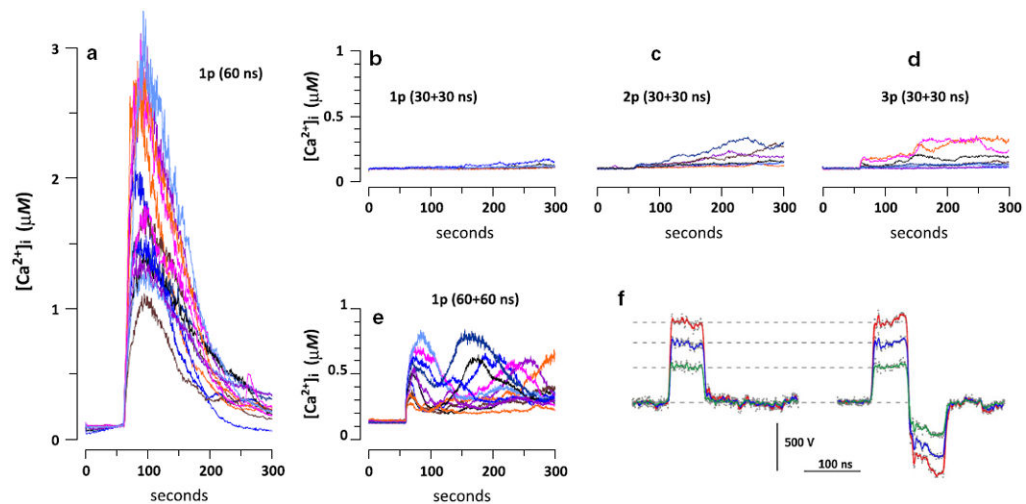 a
1p (60 ns)
[Ca²⁺]i (μM)
3
2
1
0
0 100 200 300
seconds
b
1p (30+30 ns)
[Ca²⁺]i (μM)
1
0.5
0
0 100 200 300
seconds
c
2p (30+30 ns)
0 100 200 300
seconds
d
3p (30+30 ns)
0 100 200 300
seconds
e
1p (60+60 ns)
[Ca²⁺]i (μM)
1
0.5
0
0 100 200 300
seconds
f
500 V
100 ns